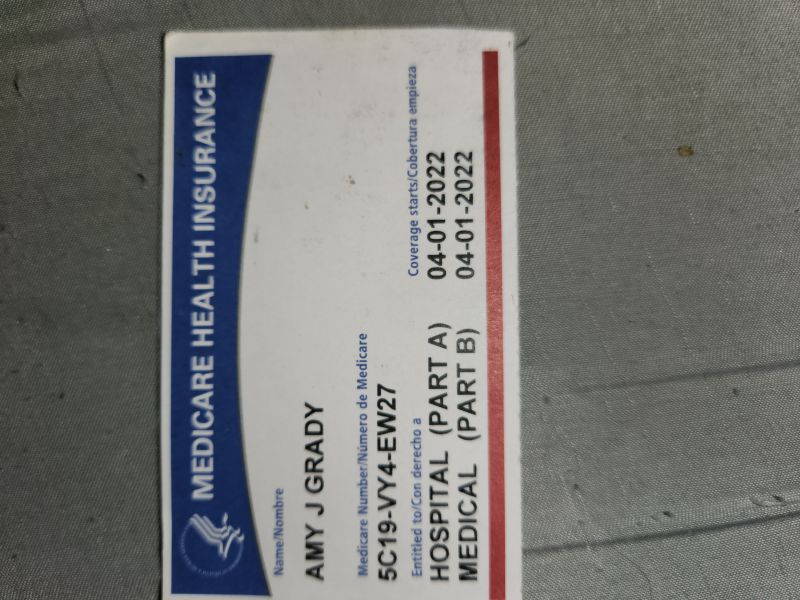 MEDICARE HEALTH INSURANCE
Name/Nombre
AMY J GRADY
Medicare Number/Número de Medicare
5C19-VY4-EW27
Entitled to/Con derecho a Coverage starts/Cobertura empieza
HOSPITAL (PART A) 04-01-2022
MEDICAL (PART B) 04-01-2022